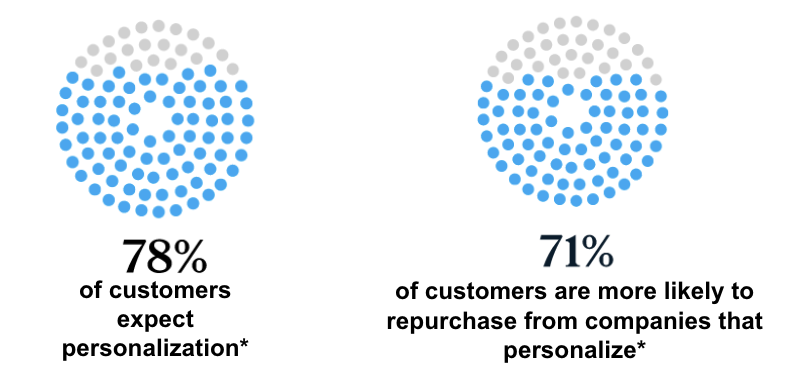 78%
of customers
expect
personalization*
71%
of customers are more likely to
repurchase from companies that
personalize*